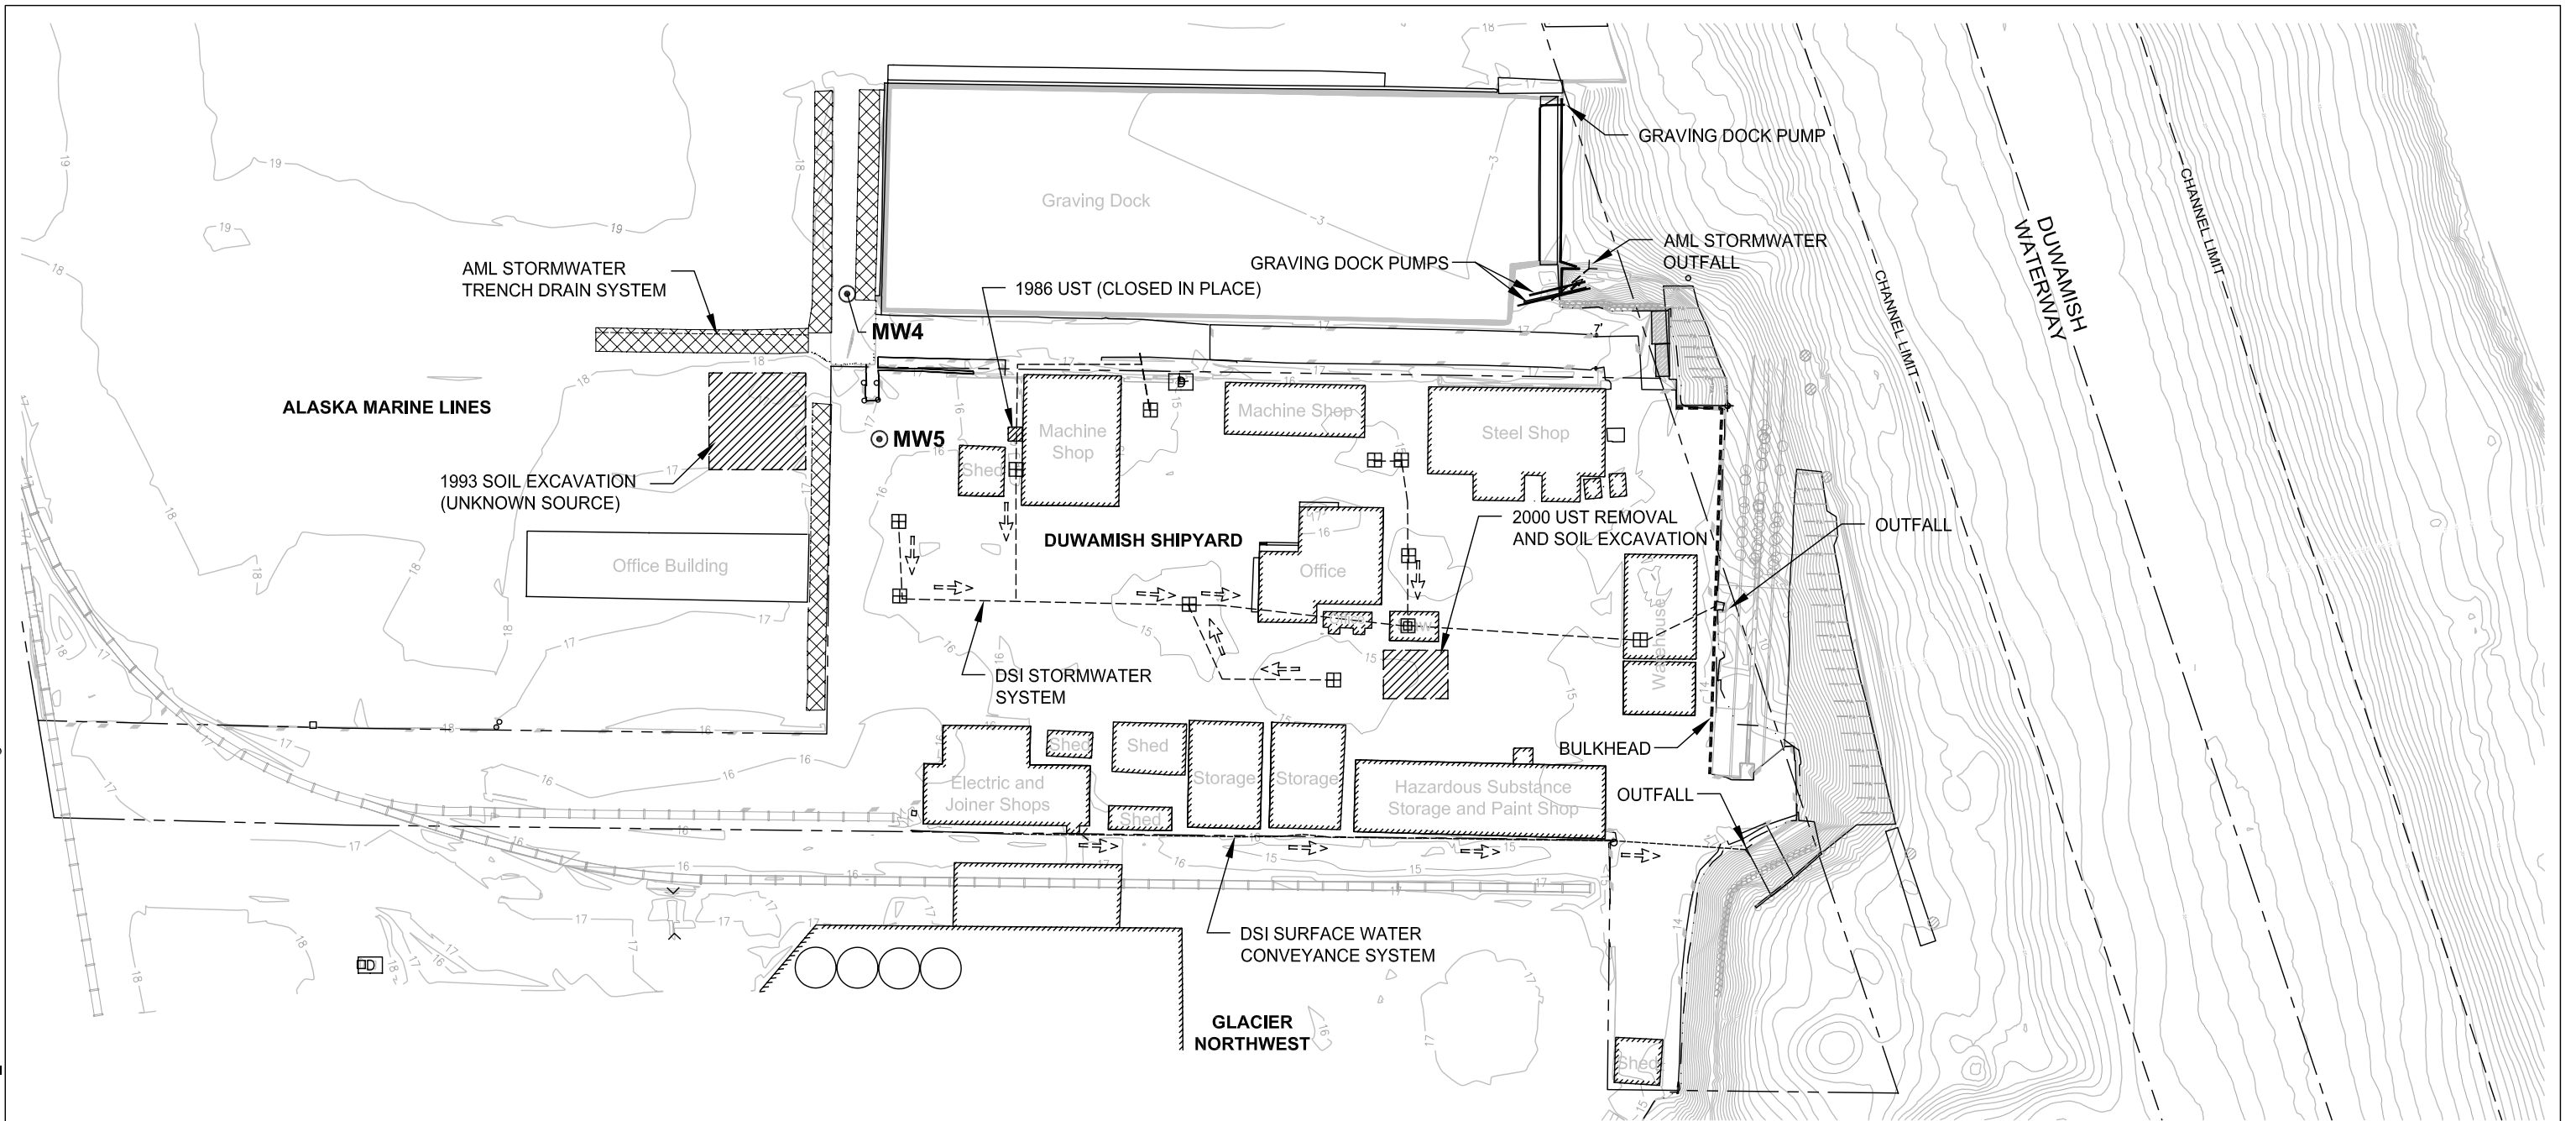 GRAVING DOCK PUMP
Graving Dock
AML STORMWATER
OUTFALL
GRAVING DOCK PUMPS
AML STORMWATER
TRENCH DRAIN SYSTEM
1986 UST (CLOSED IN PLACE)
MW4
DUWAMISH
WATERWAY
CHANNEL LIMIT
CHANNEL LIMIT
ALASKA MARINE LINES
MW5
Machine
Shop
Machine Shop
Steel Shop
Shed
1993 SOIL EXCAVATION
(UNKNOWN SOURCE)
2000 UST REMOVAL
AND SOIL EXCAVATION
OUTFALL
DUWAMISH SHIPYARD
Office Building
Office
Warehouse
DSI STORMWATER
SYSTEM
BULKHEAD
Shed
Shed
Storage
Storage
Electric and
Joiner Shops
Shed
Hazardous Substance
Storage and Paint Shop
OUTFALL
DSI SURFACE WATER
CONVEYANCE SYSTEM
GLACIER
NORTHWEST
Shed